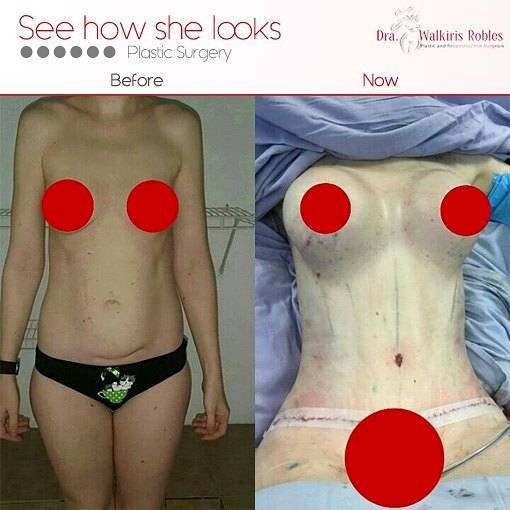 See how she looks
Plastic Surgery
Dra. Walkiris Robles
Plastic and Reconstructive Surgeon
Before
Now